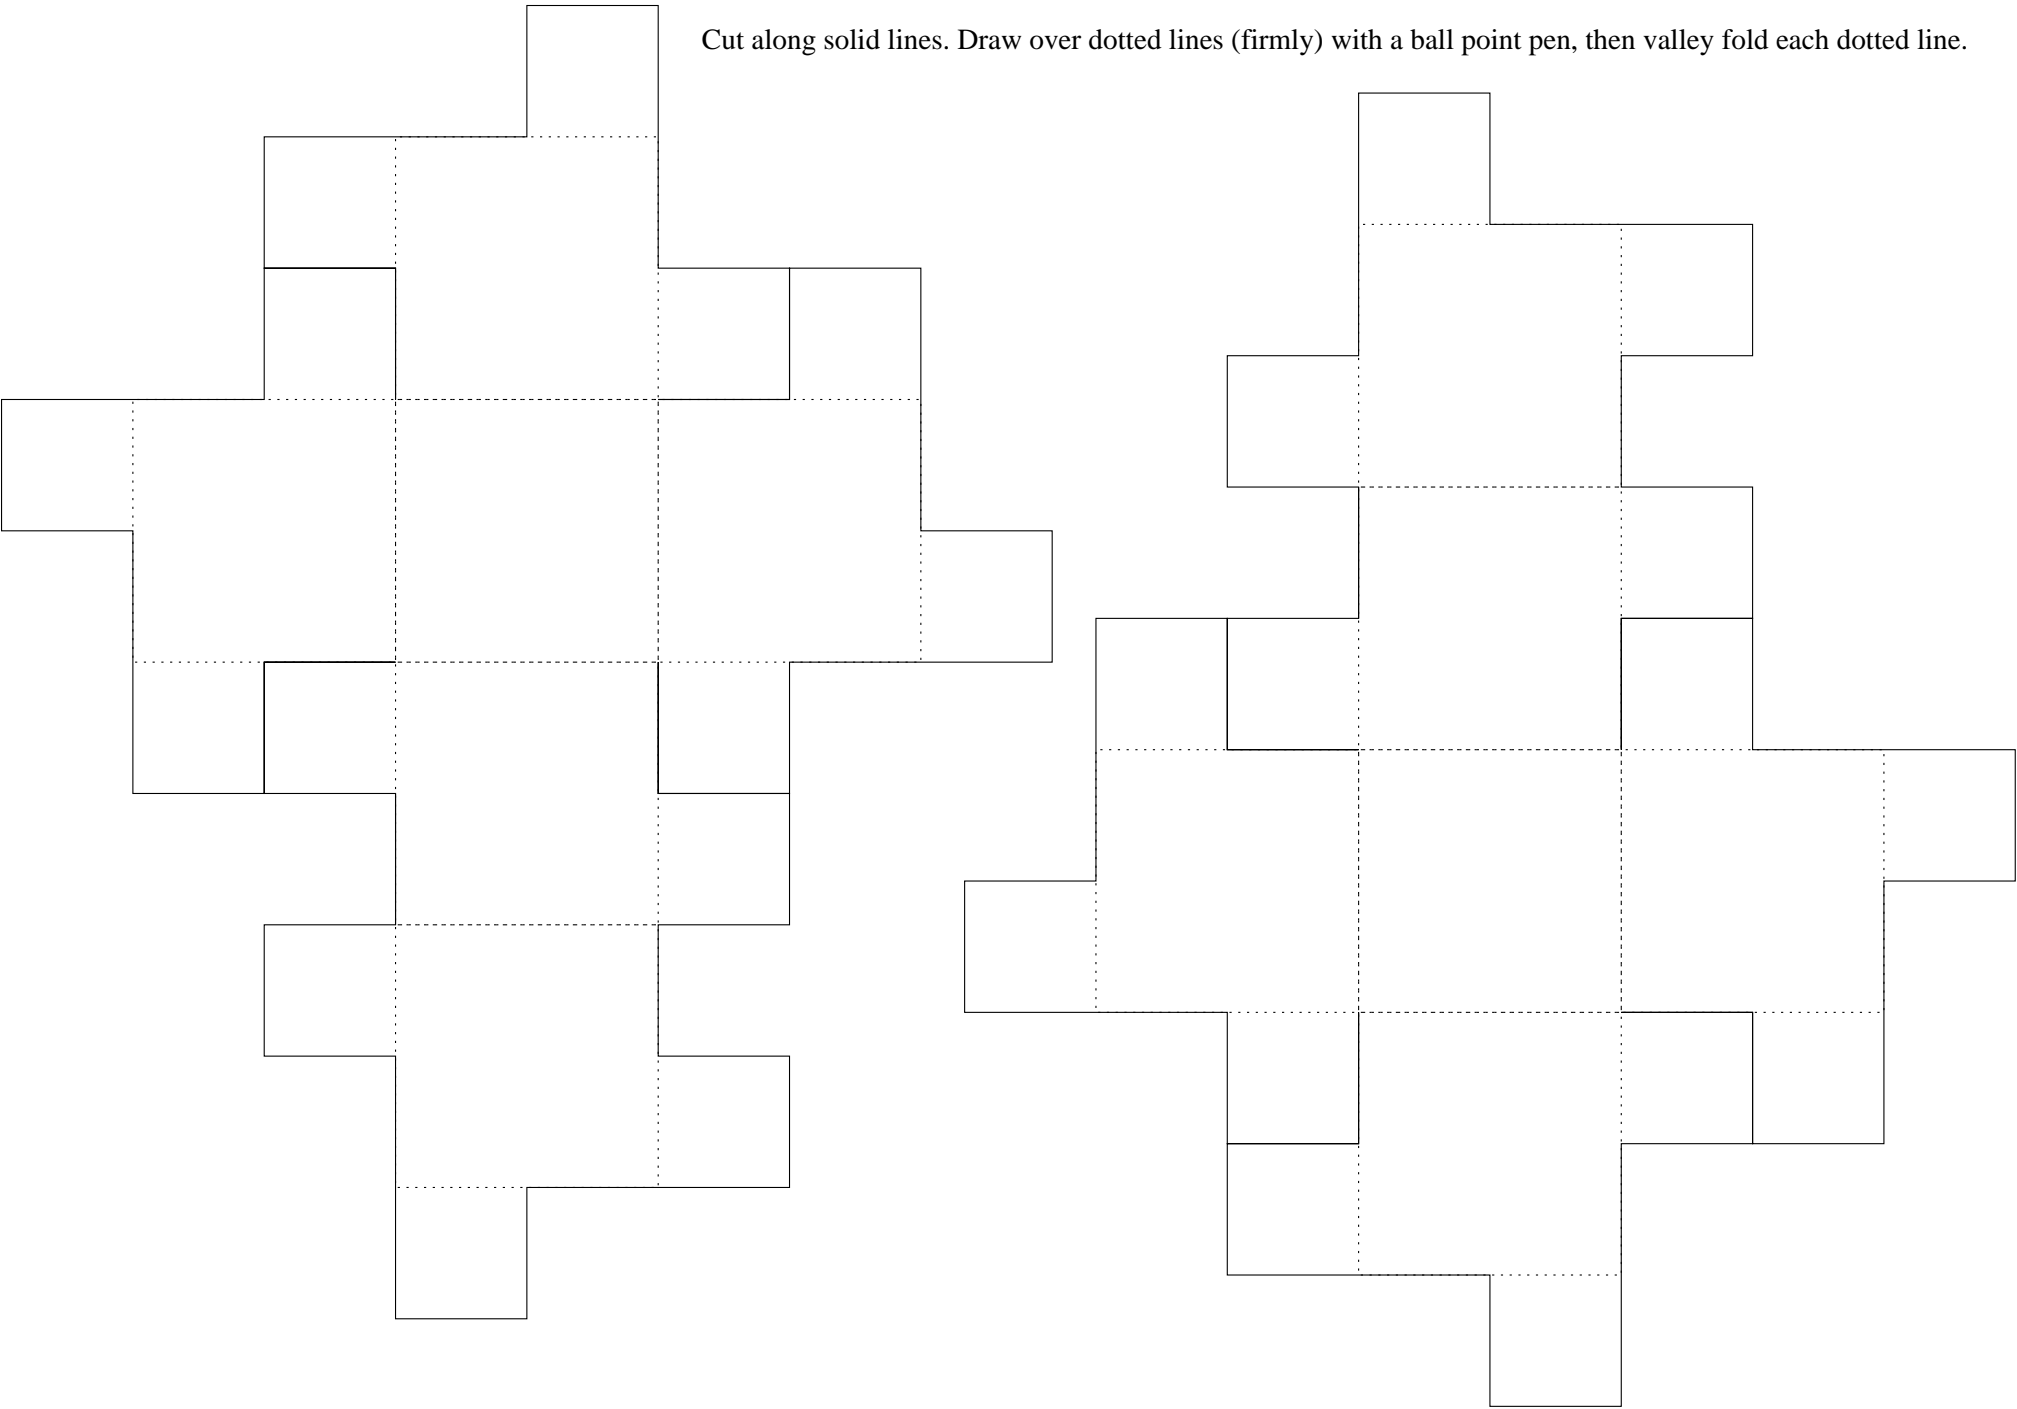 Cut along solid lines. Draw over dotted lines (firmly) with a ball point pen, then valley fold each dotted line.